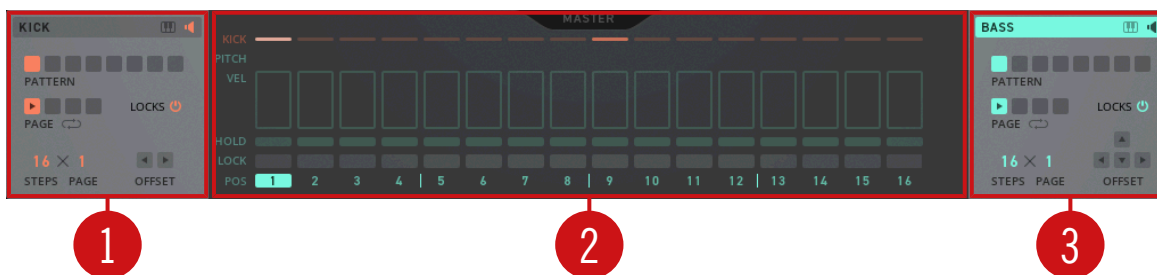 KICK
PATTERN
LOCKS
PAGE
16 × 1
STEPS PAGE OFFSET
MASTER
KICK
PITCH
VEL
HOLD
LOCK
POS 1 2 3 4 5 6 7 8 9 10 11 12 13 14 15 16
BASS
PATTERN
LOCKS
PAGE
16 × 1
STEPS PAGE OFFSET
1 2 3